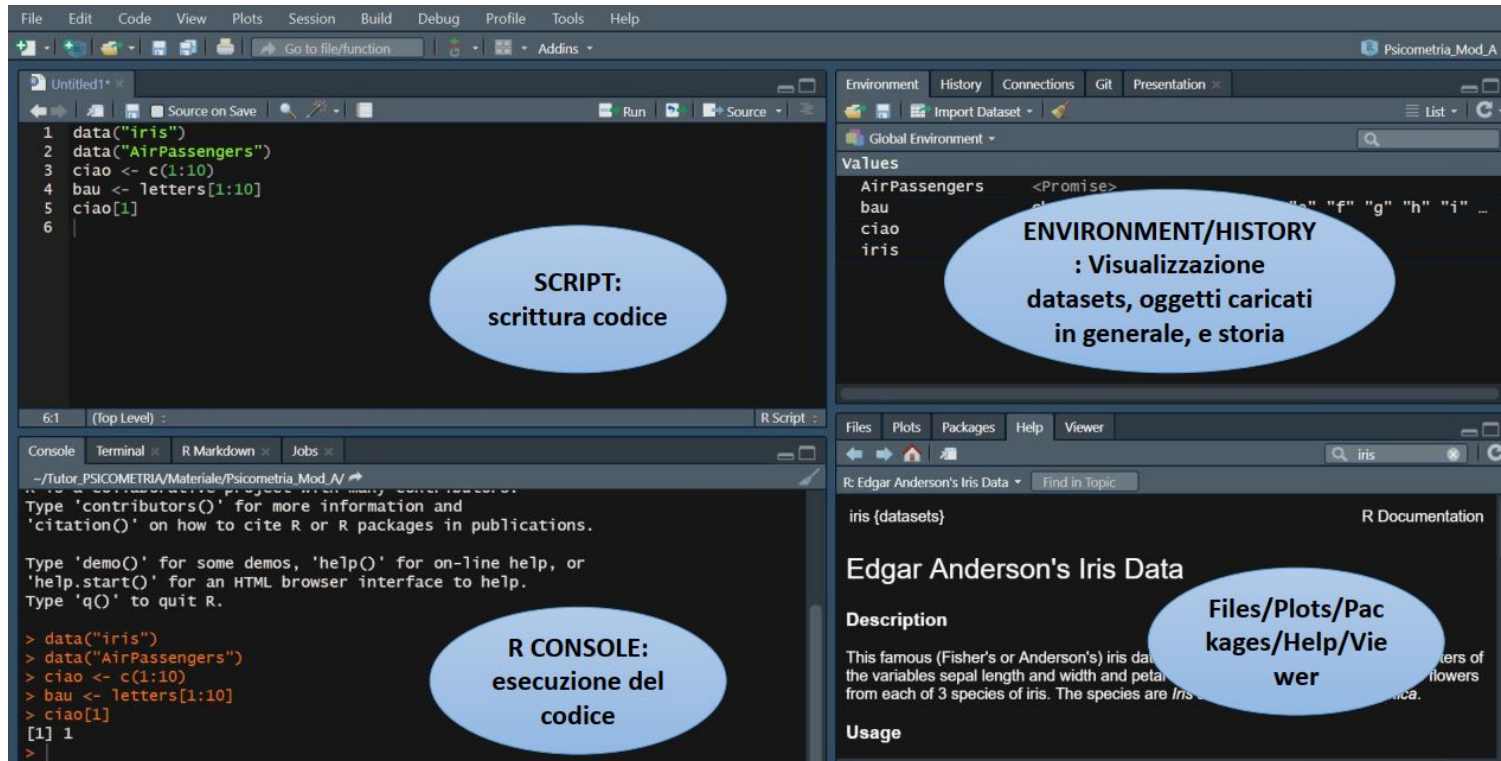 File Edit Code View Plots Session Build Debug Profile Tools Help
Go to file/function Addins
Psicometria_Mod_A
Untitled1*
Source on Save Run Source
1 data("iris")
2 data("AirPassengers")
3 ciao <- c(1:10)
4 bau <- letters[1:10]
5 ciao[1]
6
SCRIPT:
scrittura codice
6:1 (Top Level) R Script
Environment History Connections Git Presentation
Import Dataset List
Global Environment
Values
AirPassengers <Promise>
bau "f" "g" "h" "i" …
ciao
iris
ENVIRONMENT/HISTORY
: Visualizzazione
datasets, oggetti caricati
in generale, e storia
Console Terminal R Markdown Jobs
~/Tutor_PSICOMETRIA/Materiale/Psicometria_Mod_A/
R is a collaborative project with many contributors.
Type 'contributors()' for more information and
'citation()' on how to cite R or R packages in publications.
Type 'demo()' for some demos, 'help()' for on-line help, or
'help.start()' for an HTML browser interface to help.
Type 'q()' to quit R.
> data("iris")
> data("AirPassengers")
> ciao <- c(1:10)
> bau <- letters[1:10]
> ciao[1]
[1] 1
>
R CONSOLE:
esecuzione del
codice
Files Plots Packages Help Viewer
iris
R: Edgar Anderson's Iris Data Find in Topic
iris {datasets} R Documentation
Edgar Anderson's Iris Data
Description
This famous (Fisher's or Anderson's) iris
the variables sepal length and width and flowers
from each of 3 species of iris. The species are
Usage
Files/Plots/Pac
kages/Help/Vie
wer